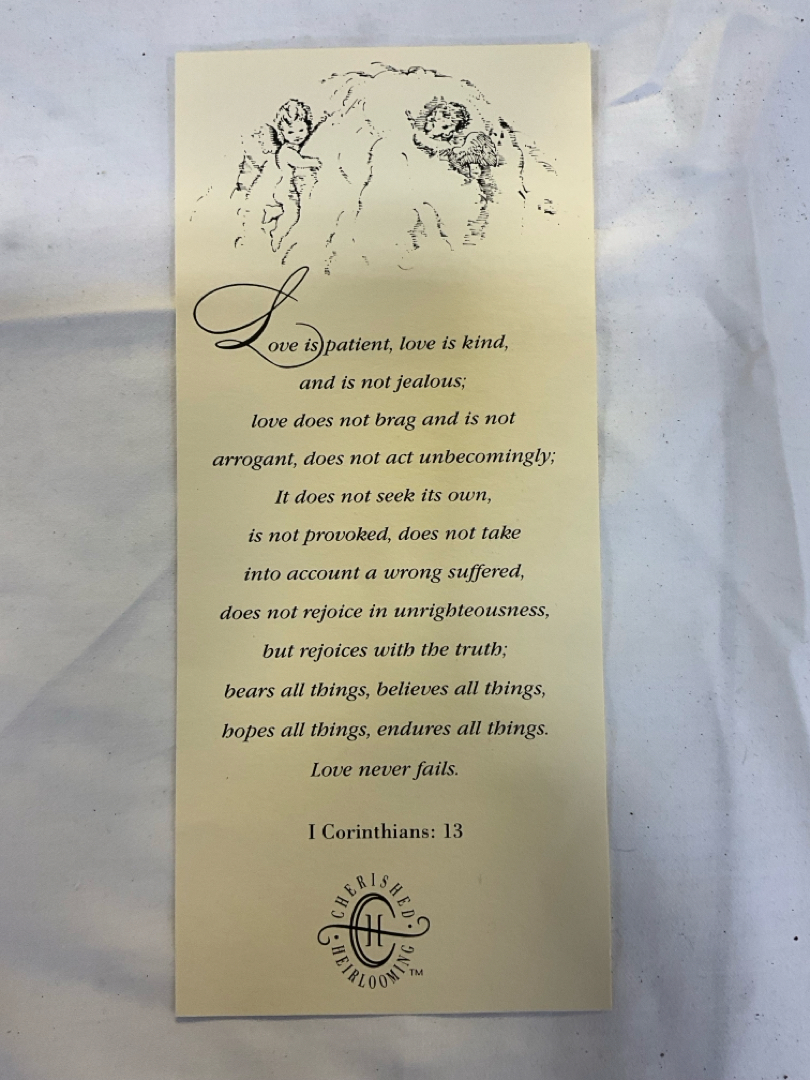 Love is patient, love is kind,
and is not jealous;
love does not brag and is not
arrogant, does not act unbecomingly;
It does not seek its own,
is not provoked, does not take
into account a wrong suffered,
does not rejoice in unrighteousness,
but rejoices with the truth;
bears all things, believes all things,
hopes all things, endures all things.
Love never fails.
I Corinthians: 13
CHERISHED
CH
• HEIRLOOMING •
TM